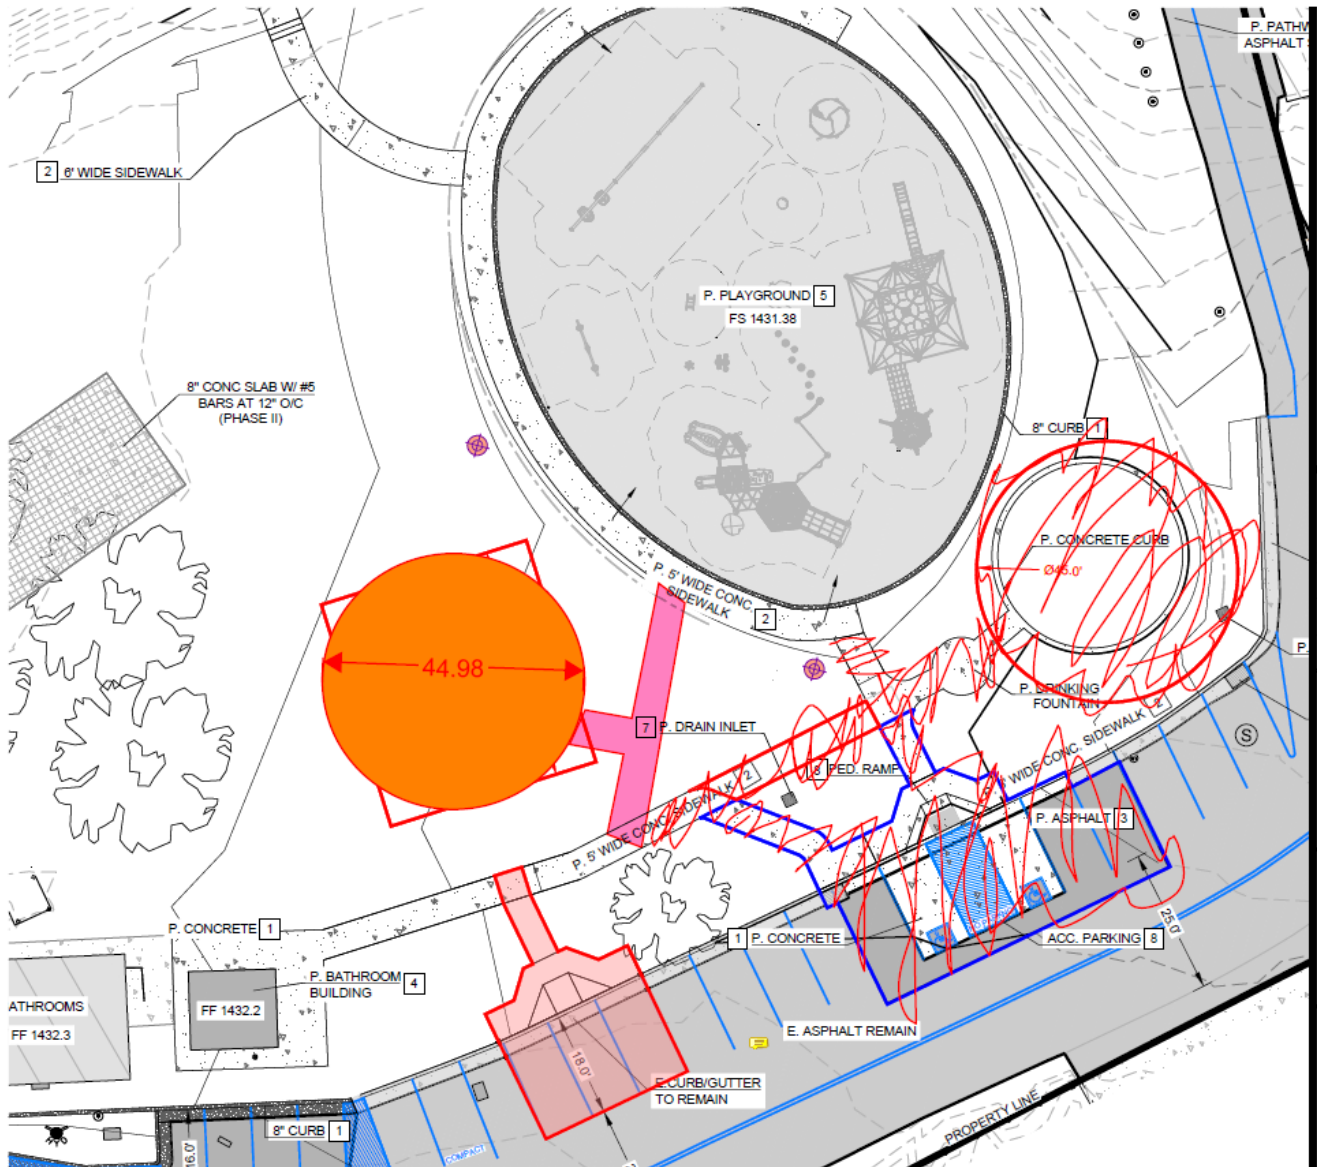 P. PATHW
ASPHALT
2 6' WIDE SIDEWALK
P. PLAYGROUND 5
FS 1431.38
8" CONC SLAB W/ #5
BARS AT 12" O/C
(PHASE II)
8" CURB 1
P. CONCRETE CURB
Ø45.0'
P. 5' WIDE CONC.
SIDEWALK
2
44.98
P.
P. DRINKING
FOUNTAIN
7 P. DRAIN INLET
S
8 PED. RAMP
WIDE CONC. SIDEWALK 2
P. 5' WIDE CONC. SIDEWALK 2
P. ASPHALT 3
25.0'
P. CONCRETE 1
1 P. CONCRETE
ACC. PARKING 8
P. BATHROOM
BUILDING
4
ATHROOMS
FF 1432.3
FF 1432.2
E. ASPHALT REMAIN
18.0'
E.CURB/GUTTER
TO REMAIN
PROPERTY LINE
8" CURB 1
16.0'
COMPACT